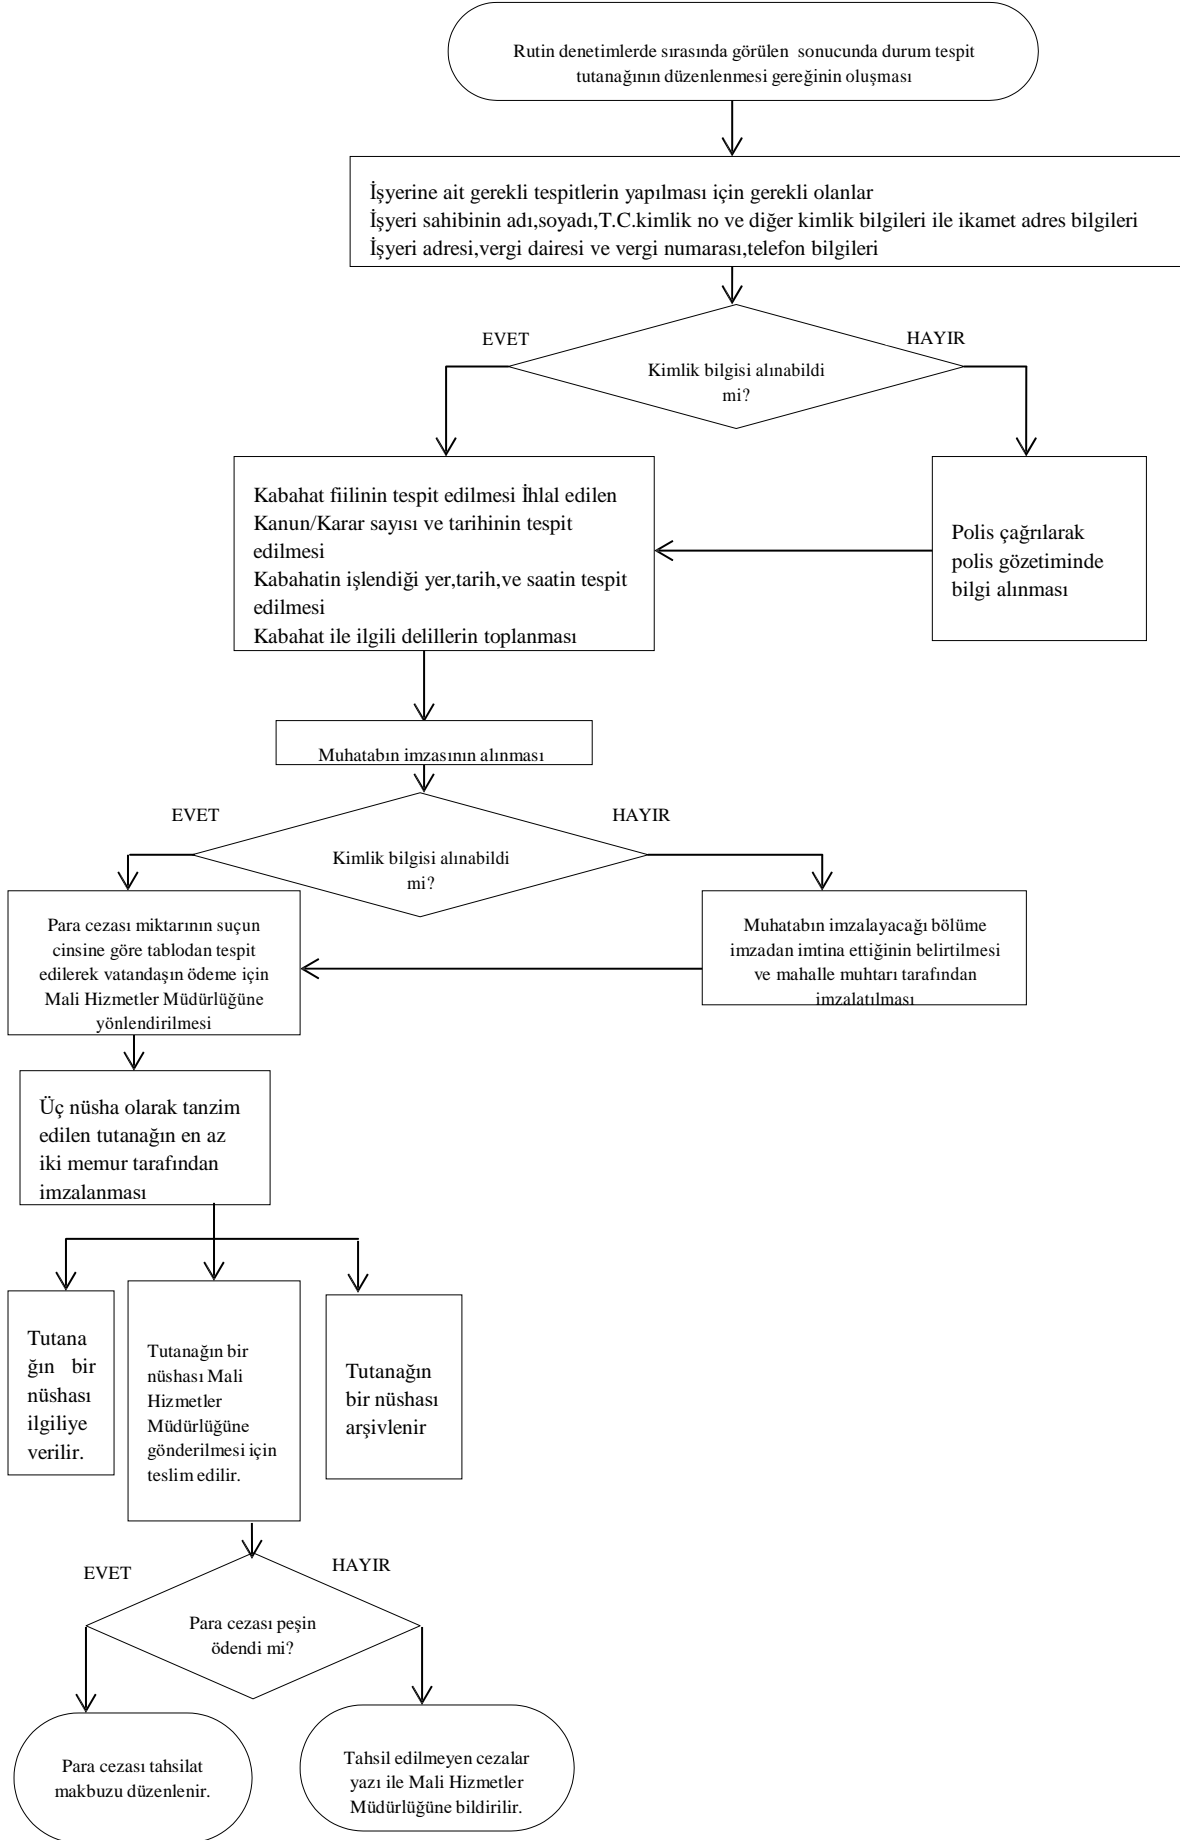 Rutin denetimlerde sırasında görülen sonucunda durum tespit
tutanağının düzenlenmesi gereğinin oluşması
İşyerine ait gerekli tespitlerin yapılması için gerekli olanlar
İşyeri sahibinin adı,soyadı,T.C.kimlik no ve diğer kimlik bilgileri ile ikamet adres bilgileri
İşyeri adresi,vergi dairesi ve vergi numarası,telefon bilgileri
EVET
HAYIR
Kimlik bilgisi alınabildi
mi?
Kabahat fiilinin tespit edilmesi İhlal edilen
Kanun/Karar sayısı ve tarihinin tespit
edilmesi
Kabahatin işlendiği yer,tarih,ve saatin tespit
edilmesi
Kabahat ile ilgili delillerin toplanması
Polis çağrılarak
polis gözetiminde
bilgi alınması
Muhatabın imzasının alınması
EVET
HAYIR
Kimlik bilgisi alınabildi
mi?
Para cezası miktarının suçun
cinsine göre tablodan tespit
edilerek vatandaşın ödeme için
Mali Hizmetler Müdürlüğüne
yönlendirilmesi
Muhatabın imzalayacağı bölüme
imzadan imtina ettiğinin belirtilmesi
ve mahalle muhtarı tarafından
imzalatılması
Üç nüsha olarak tanzim
edilen tutanağın en az
iki memur tarafından
imzalanması
Tutana
ğın bir
nüshası
ilgiliye
verilir.
Tutanağın bir
nüshası Mali
Hizmetler
Müdürlüğüne
gönderilmesi için
teslim edilir.
Tutanağın
bir nüshası
arşivlenir
EVET
HAYIR
Para cezası peşin
ödendi mi?
Para cezası tahsilat
makbuzu düzenlenir.
Tahsil edilmeyen cezalar
yazı ile Mali Hizmetler
Müdürlüğüne bildirilir.